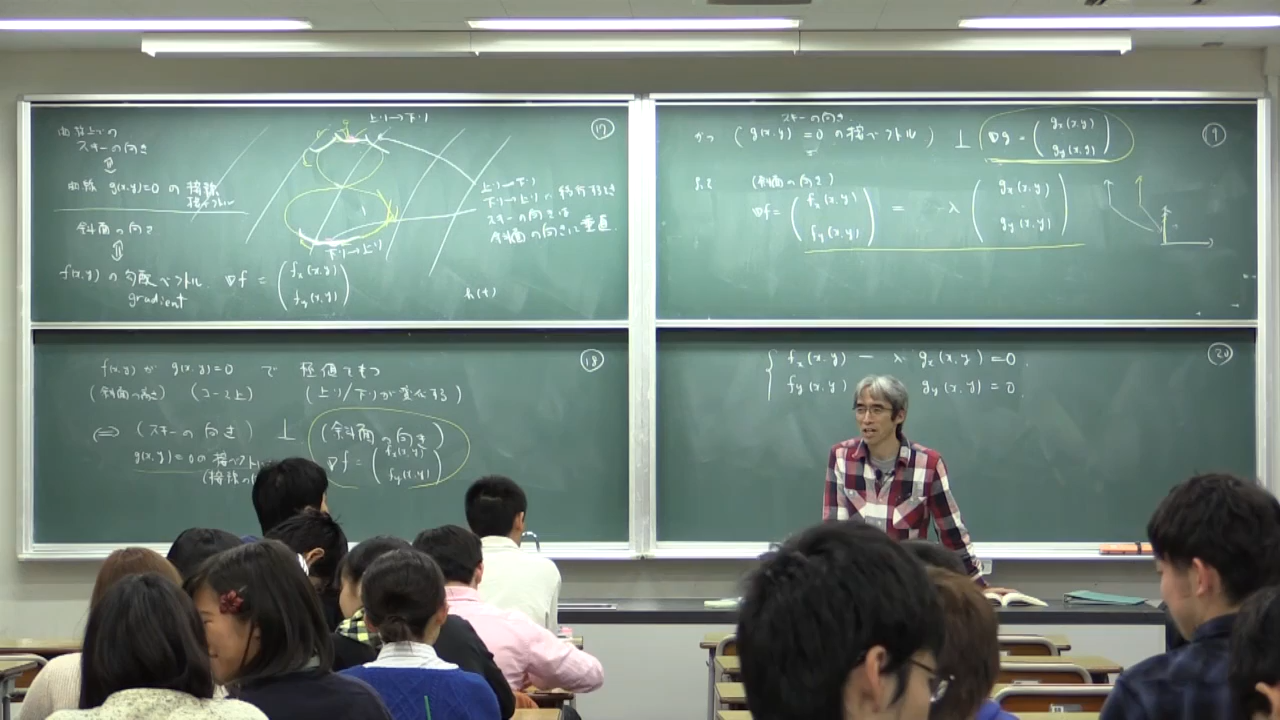 上り→下り
⑰
曲線上での
スキーの向き
⇕
曲線 g(x,y)=0 の 接線
接ベクトル
斜面の向き
⇕
f(x,y) の 勾配ベクトル. ∇f = ( fx(x,y)
fy(x,y) )
gradient
下り→上り
上り→下り
下り→上りに移行するとき
スキーの向きは
斜面の向きに垂直.
h(t)
⑱
f(x,y) が g(x,y)=0 で 極値をもつ
(斜面の高さ) (コース上) (上り/下りが変化する)
⇔ (スキーの向き) ⊥ (斜面の向き)
g(x,y)=0の接ベクトル
∇f = ( fx(x,y)
fy(x,y) )
(接線の
スキーの向き
⑲
かつ (g(x,y)=0 の接ベクトル) ⊥ ∇g = ( gx(x,y)
gy(x,y) )
(斜面の向き)
∇f = ( fx(x,y)
fy(x,y) ) = λ ( gx(x,y)
gy(x,y) )
⑳
{ fx(x,y) − λ gx(x,y) = 0.
fy(x,y) gy(x,y) = 0.